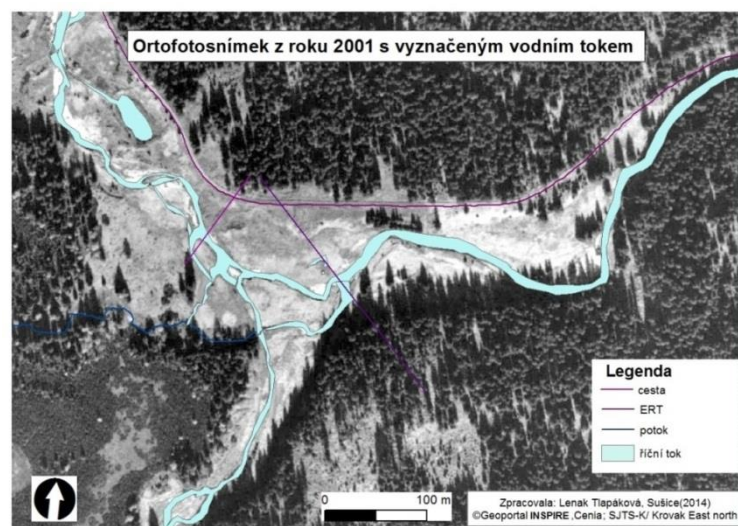 Ortofotosnímek z roku 2001 s vyznačeným vodním tokem
Legenda
cesta
ERT
potok
říční tok
0 100 m
Zpracovala: Lenak Tlapáková, Sušice(2014)
©Geoportal INSPIRE ,Cenia; SJTS-K/ Krovak East north